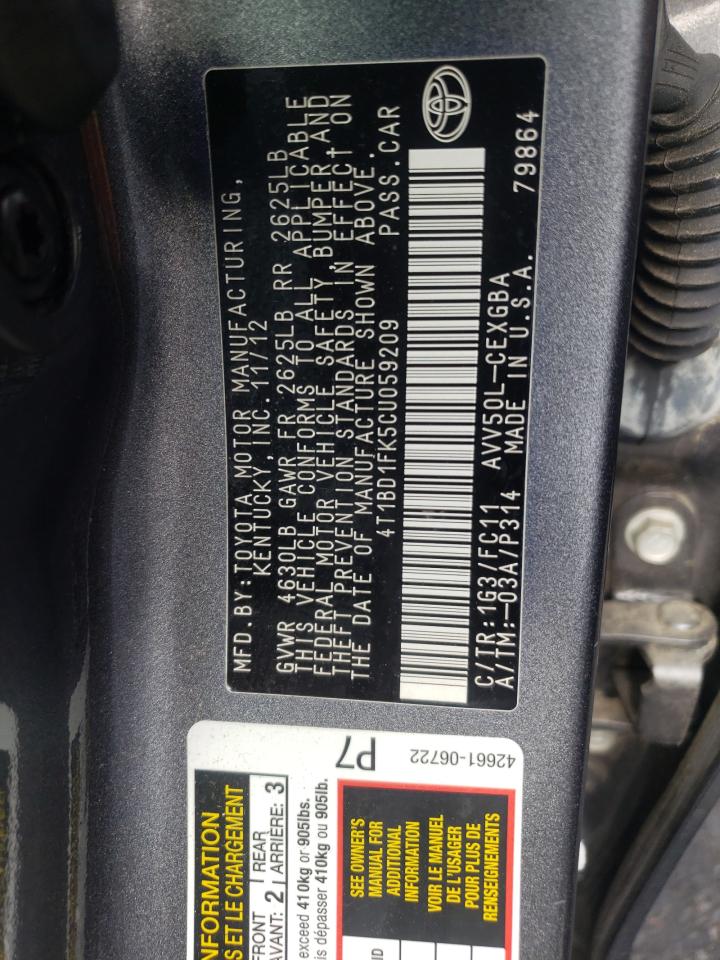 MFD.BY:TOYOTA MOTOR MANUFACTURING,
KENTUCKY,INC. 11/12
GVWR 4630LB GAWR FR 2625LB RR 2625LB
THIS VEHICLE CONFORMS TO ALL APPLICABLE
FEDERAL MOTOR VEHICLE SAFETY, BUMPER AND
THEFT PREVENTION STANDARDS IN EFFECT ON
THE DATE OF MANUFACTURE SHOWN ABOVE.
4T1BD1FK5CU059209 PASS.CAR
C/TR:1G3/FC11 AVV50L-CEXGBA
A/TM:-03A/P314 MADE IN U.S.A. 79864
NFORMATION
S ET LE CHARGEMENT
FRONT
AVANT: 2
REAR
ARRIÈRE: 3
exceed 410kg or 905lbs.
is dépasser 410kg ou 905lb.
P7
42661-06722
SEE OWNER'S
MANUAL FOR
ADDITIONAL
INFORMATION
VOIR LE MANUEL
DE L'USAGER
POUR PLUS DE
RENSEIGNEMENTS